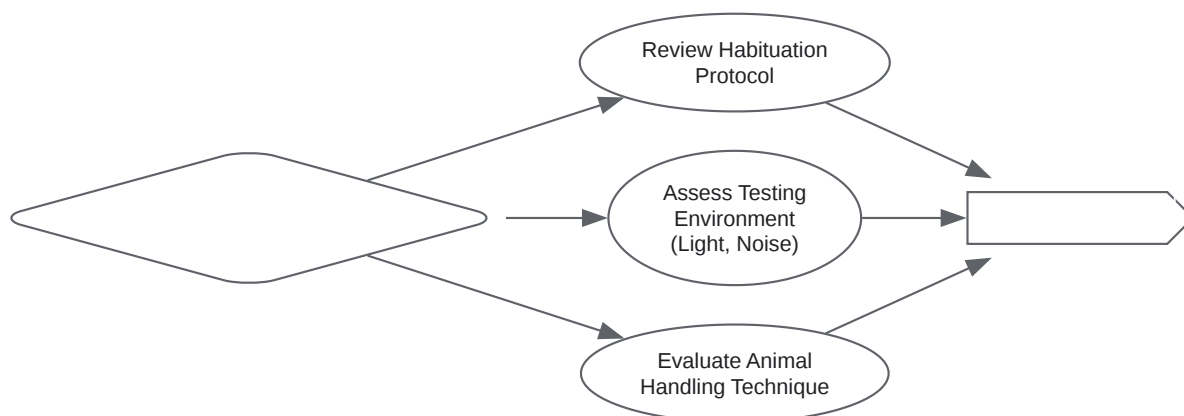 Review Habituation
Protocol
Assess Testing
Environment
(Light, Noise)
Evaluate Animal
Handling Technique